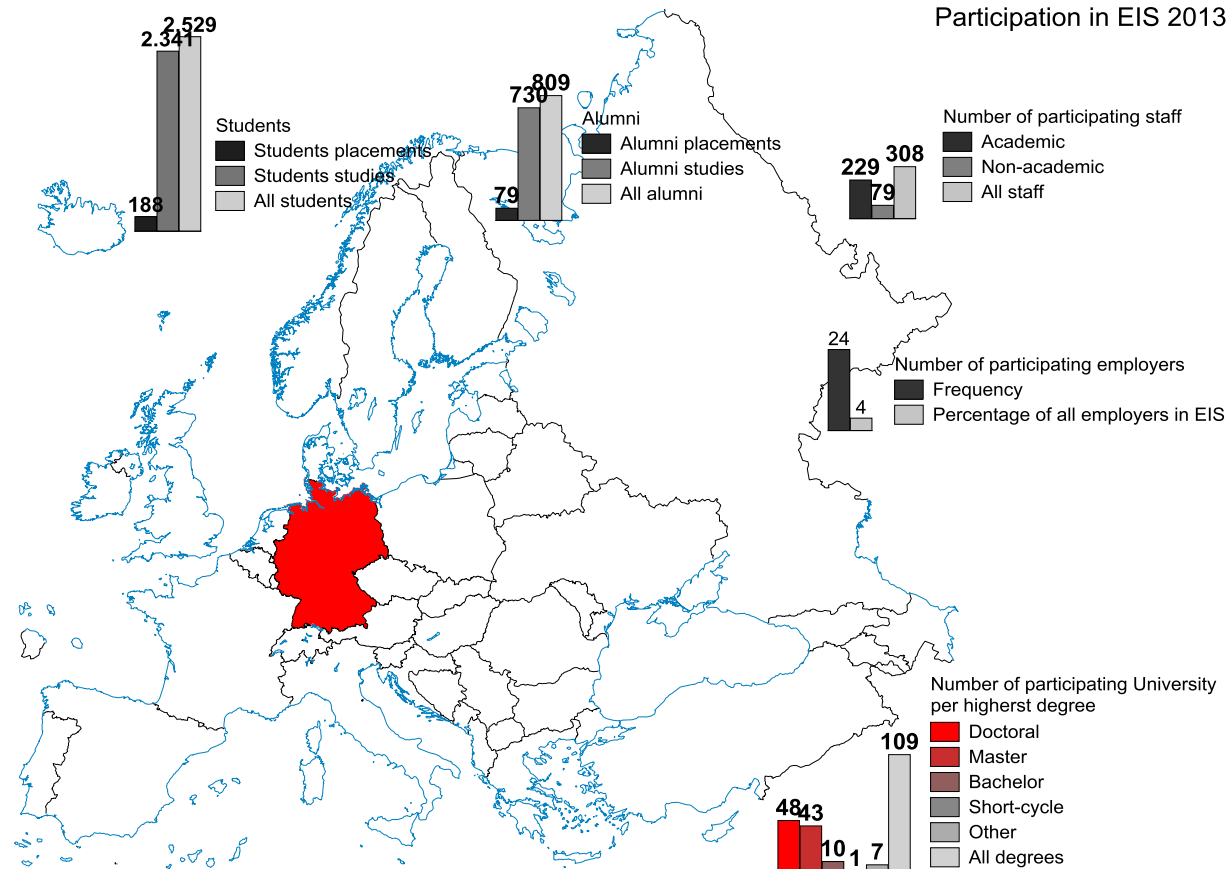 Participation in EIS 2013
2,529
2.341
188
Students
Students placements
Students studies
All students
809
730
79
Alumni
Alumni placements
Alumni studies
All alumni
308
229
79
Number of participating staff
Academic
Non-academic
All staff
24
4
Number of participating employers
Frequency
Percentage of all employers in EIS
Number of participating University
per higherst degree
Doctoral
Master
Bachelor
Short-cycle
Other
All degrees
109
48
43
10
1
7